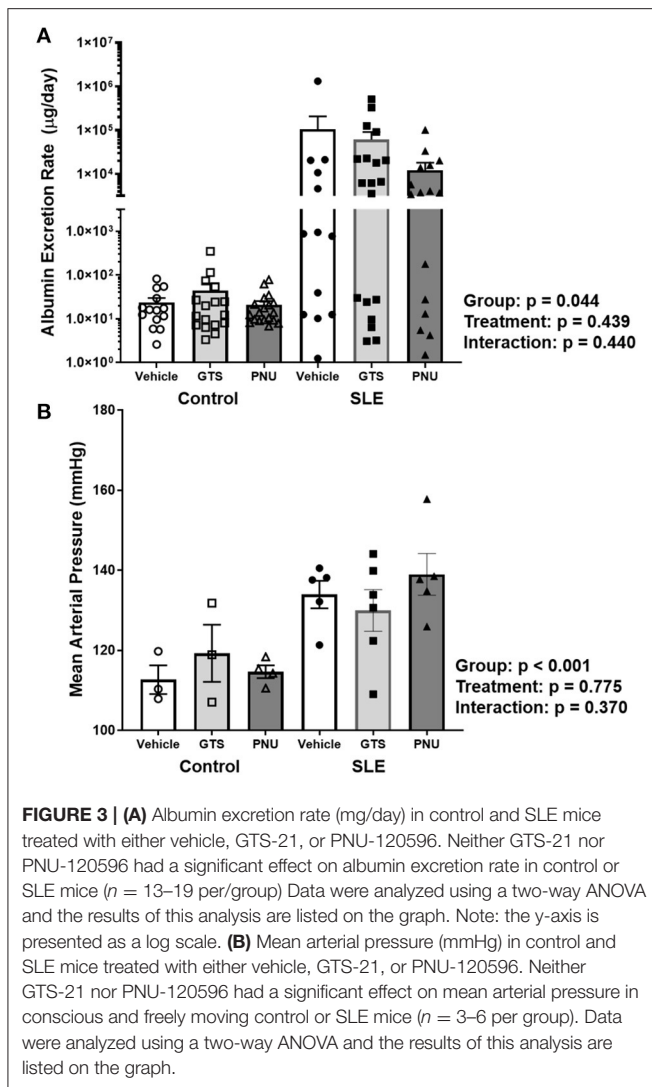 A
Albumin Excretion Rate (µg/day)
1×10⁷
1×10⁶
1×10⁵
1×10⁴
1.0×10³
1.0×10²
1.0×10¹
1.0×10⁰
Vehicle GTS PNU Vehicle GTS PNU
Control SLE
Group: p = 0.044
Treatment: p = 0.439
Interaction: p = 0.440
B
Mean Arterial Pressure (mmHg)
180
160
140
120
100
Vehicle GTS PNU Vehicle GTS PNU
Control SLE
Group: p < 0.001
Treatment: p = 0.775
Interaction: p = 0.370
FIGURE 3 | (A) Albumin excretion rate (mg/day) in control and SLE mice
treated with either vehicle, GTS-21, or PNU-120596. Neither GTS-21 nor
PNU-120596 had a significant effect on albumin excretion rate in control or
SLE mice (n = 13–19 per/group) Data were analyzed using a two-way ANOVA
and the results of this analysis are listed on the graph. Note: the y-axis is
presented as a log scale. (B) Mean arterial pressure (mmHg) in control and
SLE mice treated with either vehicle, GTS-21, or PNU-120596. Neither
GTS-21 nor PNU-120596 had a significant effect on mean arterial pressure in
conscious and freely moving control or SLE mice (n = 3–6 per group). Data
were analyzed using a two-way ANOVA and the results of this analysis are
listed on the graph.